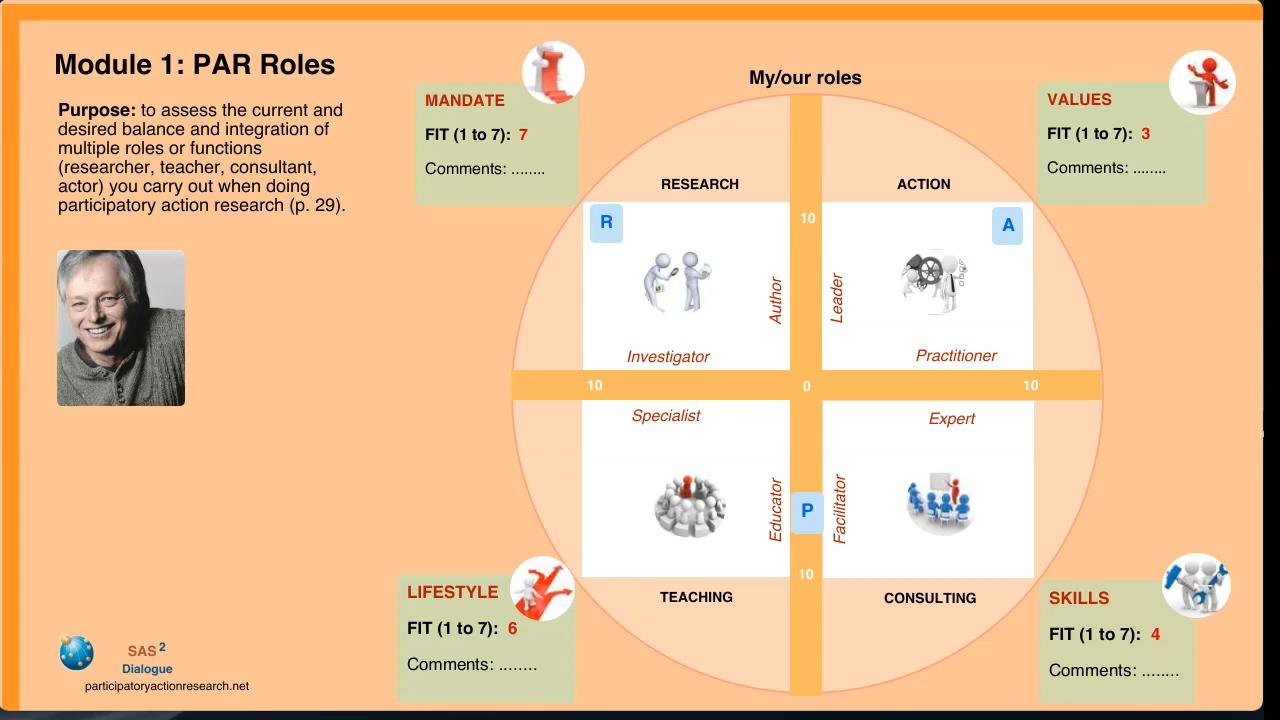 Module 1: PAR Roles
Purpose: to assess the current and
desired balance and integration of
multiple roles or functions
(researcher, teacher, consultant,
actor) you carry out when doing
participatory action research (p. 29).
MANDATE
FIT (1 to 7): 7
Comments: ........
My/our roles
VALUES
FIT (1 to 7): 3
Comments: ........
RESEARCH
ACTION
R
10
A
Author
Leader
Investigator
Practitioner
10
0
10
Specialist
Expert
Educator
P
Facilitator
10
TEACHING
CONSULTING
LIFESTYLE
FIT (1 to 7): 6
Comments: ........
SKILLS
FIT (1 to 7): 4
Comments: ........
SAS 2
Dialogue
participatoryactionresearch.net